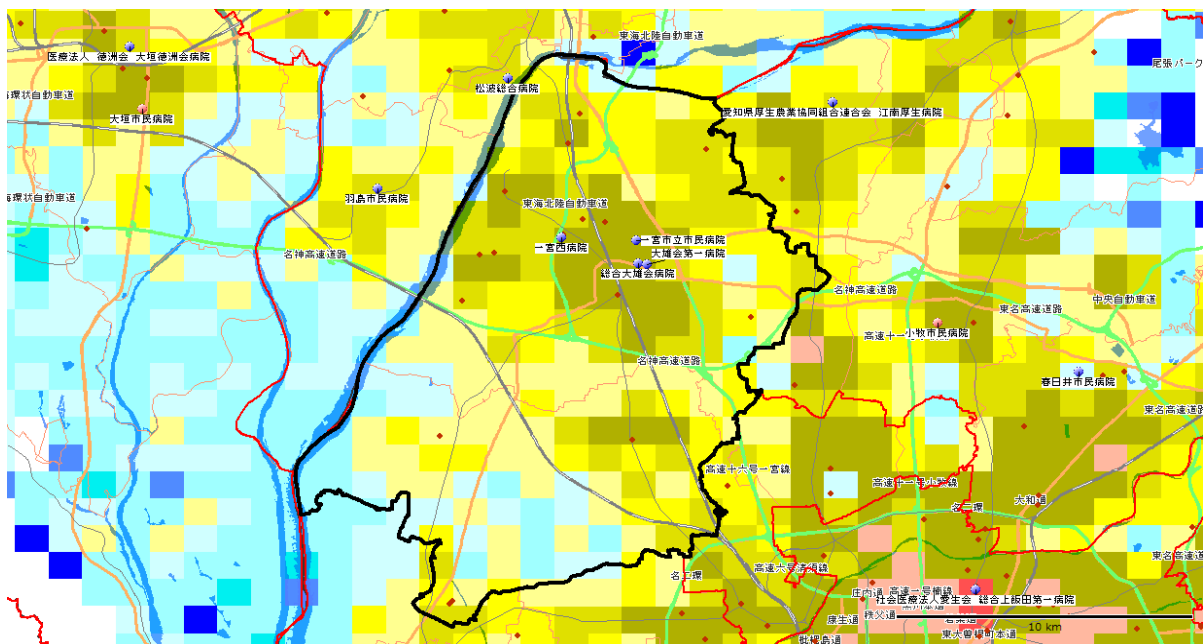 東海北陸自動車道
医療法人 徳洲会 大垣徳洲会病院
尾張パーク
松波総合病院
環状自動車道
愛知県厚生農業協同組合連合会 江南厚生病院
大垣市民病院
羽島市民病院
海環状自動車道
東海北陸自動車道
一宮西病院
一宮市立市民病院
名神高速道路
大雄会第一病院
総合大雄会病院
名神高速道路
中央自動車道
東名高速道路
小牧市民病院
高速十一
名神高速道路
春日井市民病院
東名高速道路
高速十六号一宮線
高速十一号小牧線
大和通
名二環
東名高速
高速六号清須線
名二環
庄内通
高速一号楠線
社会医療法人愛生会 総合上飯田第一病院
秩父通
康生通
10 km
枇杷島通
東大曽根町本通